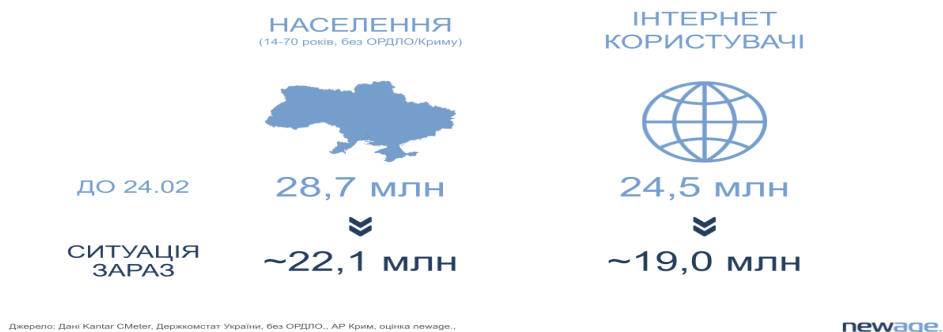 НАСЕЛЕННЯ
(14-70 років, без ОРДЛО/Криму)
ІНТЕРНЕТ
КОРИСТУВАЧІ
ДО 24.02
28,7 млн
24,5 млн
СИТУАЦІЯ
ЗАРАЗ
~22,1 млн
~19,0 млн
Джерело: Дані Kantar CMeter, Держкомстат України, без ОРДЛО,, АР Крим, оцінка newage.,
newage.